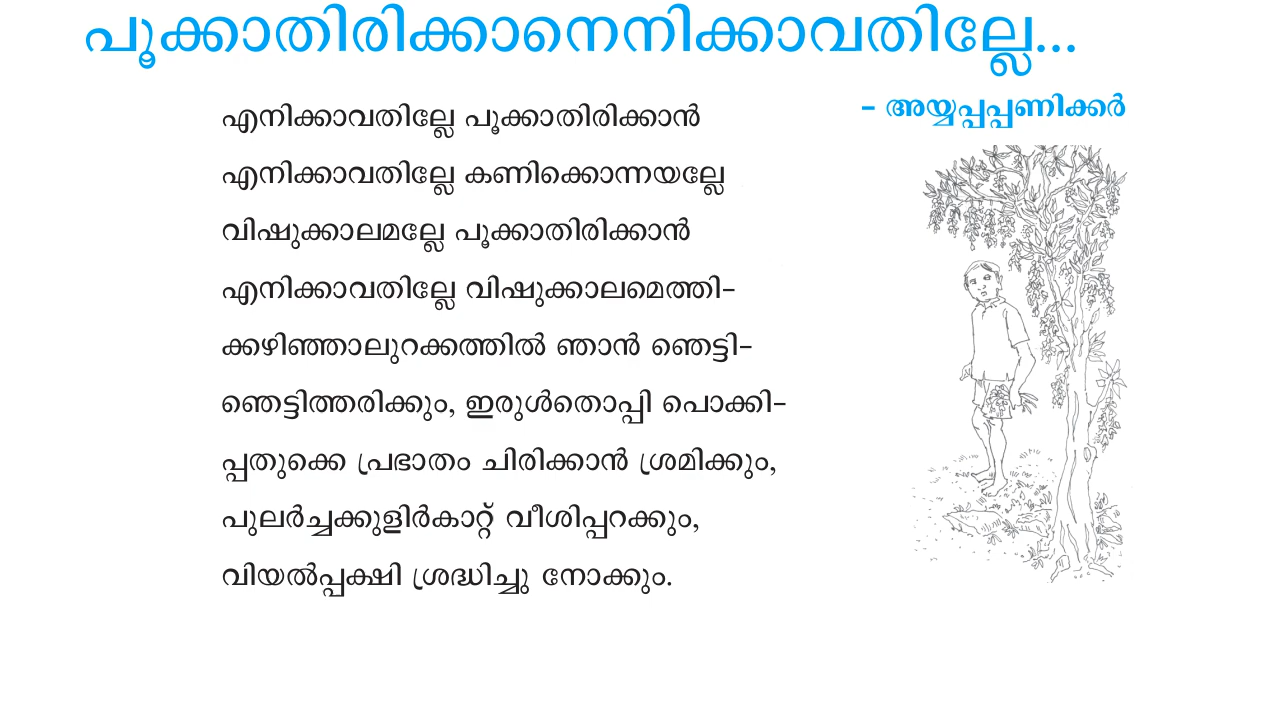 പൂക്കാതിരിക്കാനെനിക്കാവതില്ലേ...
- അയ്യപ്പപ്പണിക്കർ
എനിക്കാവതില്ലേ പൂക്കാതിരിക്കാൻ
എനിക്കാവതില്ലേ കണിക്കൊന്നയല്ലേ
വിഷുക്കാലമല്ലേ പൂക്കാതിരിക്കാൻ
എനിക്കാവതില്ലേ വിഷുക്കാലമെത്തി-
ക്കഴിഞ്ഞാലുറക്കത്തിൽ ഞാൻ ഞെട്ടി-
ഞെട്ടിത്തരിക്കും, ഇരുൾതൊപ്പി പൊക്കി-
പ്പതുക്കെ പ്രഭാതം ചിരിക്കാൻ ശ്രമിക്കും,
പുലർച്ചക്കുളിർകാറ്റ് വീശിപ്പറക്കും,
വിയൽപ്പക്ഷി ശ്രദ്ധിച്ചു നോക്കും.